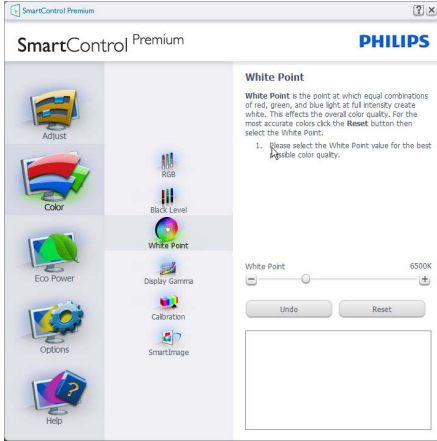 SmartControl Premium
SmartControl Premium
PHILIPS
Adjust
Color
Eco Power
Options
Help
RGB
Black Level
White Point
Display Gamma
Calibration
SmartImage
White Point
White Point is the point at which equal combinations
of red, green, and blue light at full intensity create
white. This effects the overall color quality. For the
most accurate colors click the Reset button then
select the White Point.
1. Please select the White Point value for the best
possible color quality.
White Point 6500K
Undo Reset